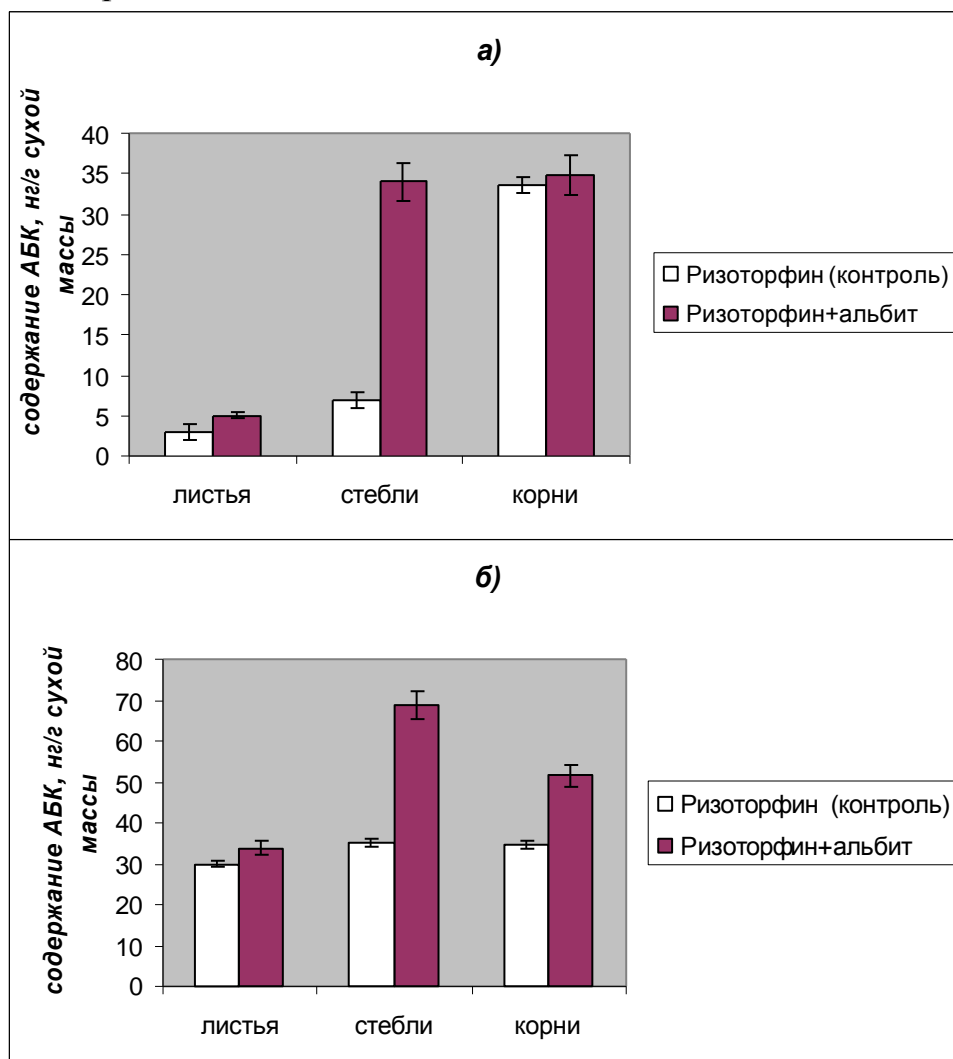 а)
содержание АБК, нг/г сухой
массы
40
35
30
25
20
15
10
5
0
листья стебли корни
Ризоторфин (контроль)
Ризоторфин+альбит
б)
содержание АБК, нг/г сухой
массы
80
70
60
50
40
30
20
10
0
листья стебли корни
Ризоторфин (контроль)
Ризоторфин+альбит